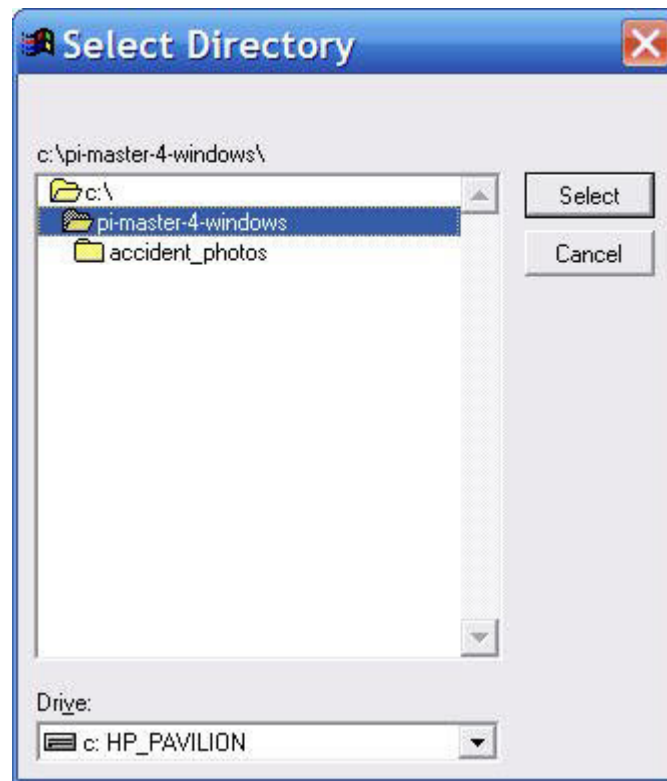 Select Directory
c:\pi-master-4-windows\
c:\
Select
pi-master-4-windows
accident_photos
Cancel
Drive:
c: HP_PAVILION